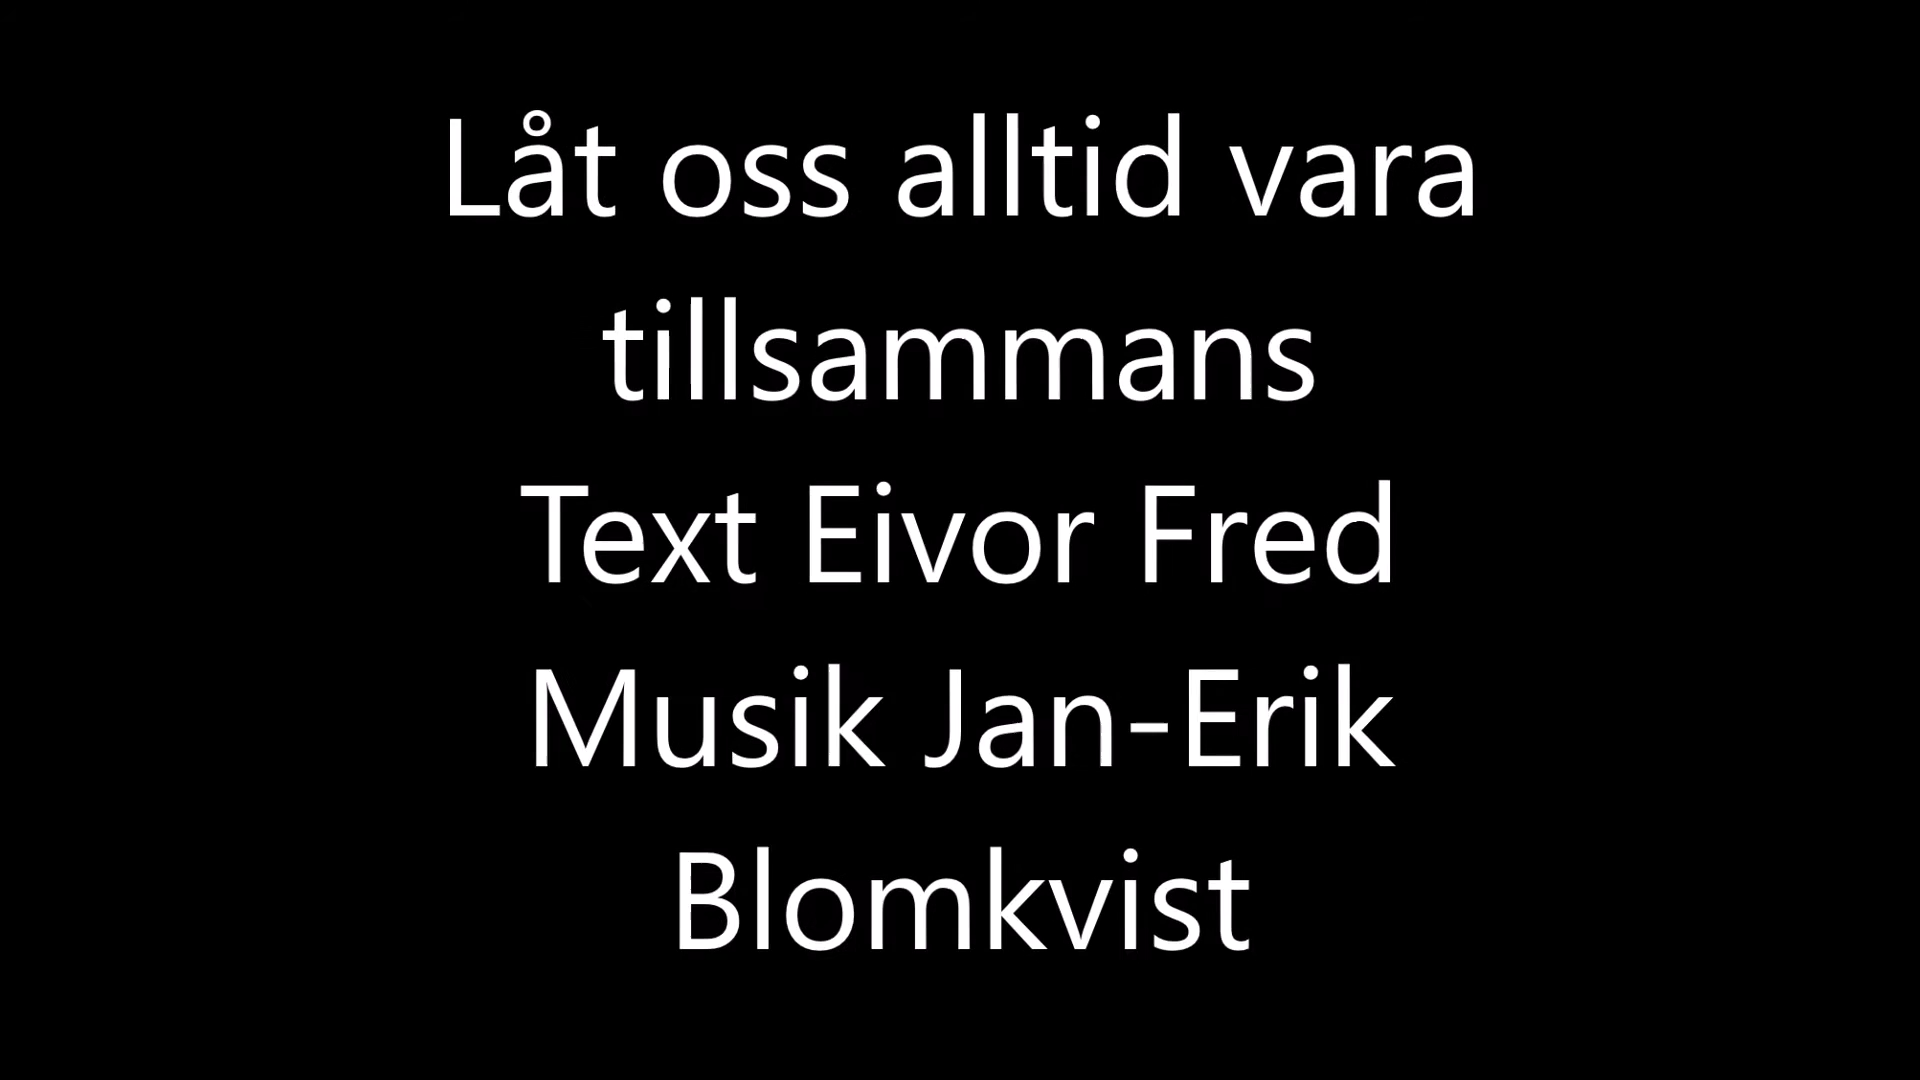 Låt oss alltid vara
tillsammans
Text Eivor Fred
Musik Jan-Erik
Blomkvist